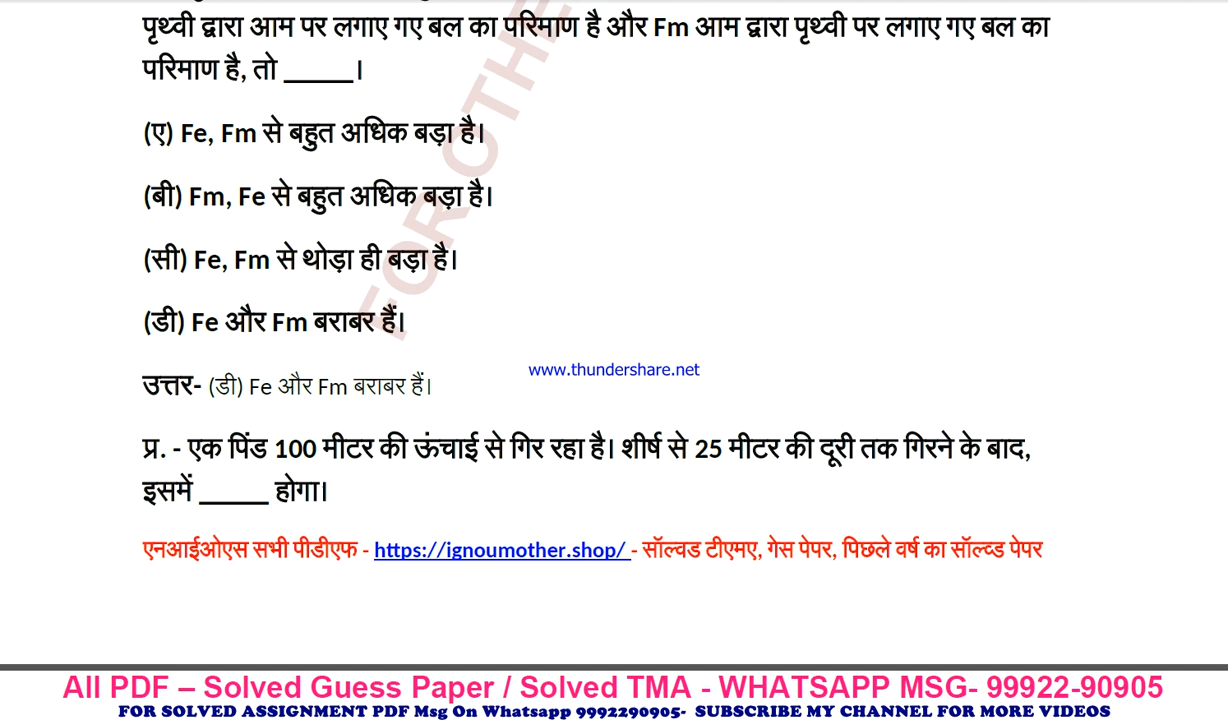 पृथ्वी द्वारा आम पर लगाए गए बल का परिमाण है और Fm आम द्वारा पृथ्वी पर लगाए गए बल का
परिमाण है, तो _____।
(ए) Fe, Fm से बहुत अधिक बड़ा है।
(बी) Fm, Fe से बहुत अधिक बड़ा है।
(सी) Fe, Fm से थोड़ा ही बड़ा है।
(डी) Fe और Fm बराबर हैं।
उत्तर- (डी) Fe और Fm बराबर हैं।
www.thundershare.net
प्र. - एक पिंड 100 मीटर की ऊंचाई से गिर रहा है। शीर्ष से 25 मीटर की दूरी तक गिरने के बाद,
इसमें _____ होगा।
एनआईओएस सभी पीडीएफ - https://ignoumother.shop/ - सॉल्वड टीएमए, गेस पेपर, पिछले वर्ष का सॉल्व्ड पेपर
FOR OTHE
All PDF – Solved Guess Paper / Solved TMA - WHATSAPP MSG- 99922-90905
FOR SOLVED ASSIGNMENT PDF Msg On Whatsapp 9992290905- SUBSCRIBE MY CHANNEL FOR MORE VIDEOS